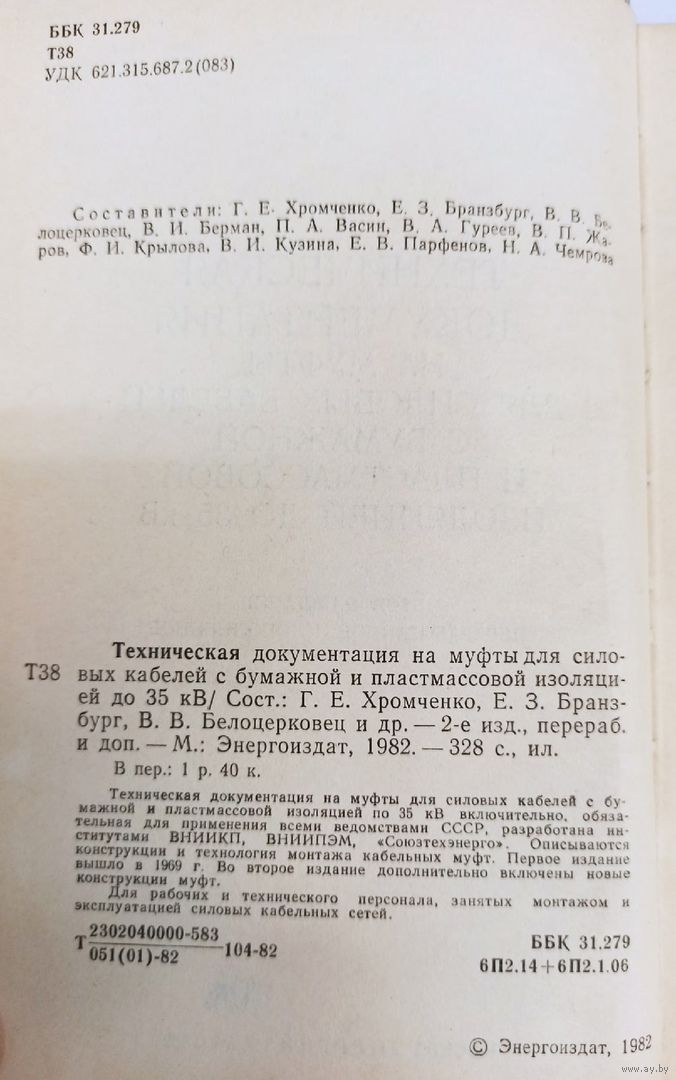 ББК 31.279
Т38
УДК 621.315.687.2(083)
Составители: Г. Е. Хромченко, Е. З. Бранзбург, В. В. Бе-
лоцерковец, В. И. Берман, П. А. Васин, В. А. Гуреев, В. П. Жа-
ров, Ф. И. Крылова, В. И. Кузина, Е. В. Парфенов, Н. А. Чемрова
Техническая документация на муфты для сило-
Т38 вых кабелей с бумажной и пластмассовой изоляци-
ей до 35 кВ/ Сост.: Г. Е. Хромченко, Е. З. Бранз-
бург, В. В. Белоцерковец и др. — 2-е изд., перераб.
и доп. — М.: Энергоиздат, 1982. — 328 с., ил.
В пер.: 1 р. 40 к.
Техническая документация на муфты для силовых кабелей с бу-
мажной и пластмассовой изоляцией по 35 кВ включительно, обяза-
тельная для применения всеми ведомствами СССР, разработана ин-
ститутами ВНИИКП, ВНИИПЭМ, «Союзтехэнерго». Описываются
конструкции и технология монтажа кабельных муфт. Первое издание
вышло в 1969 г. Во второе издание дополнительно включены новые
конструкции муфт.
Для рабочих и технического персонала, занятых монтажом и
эксплуатацией силовых кабельных сетей.
Т 2302040000-583
051(01)-82 104-82
ББК 31.279
6П2.14+6П2.1.06
© Энергоиздат, 1982
www.ay.by